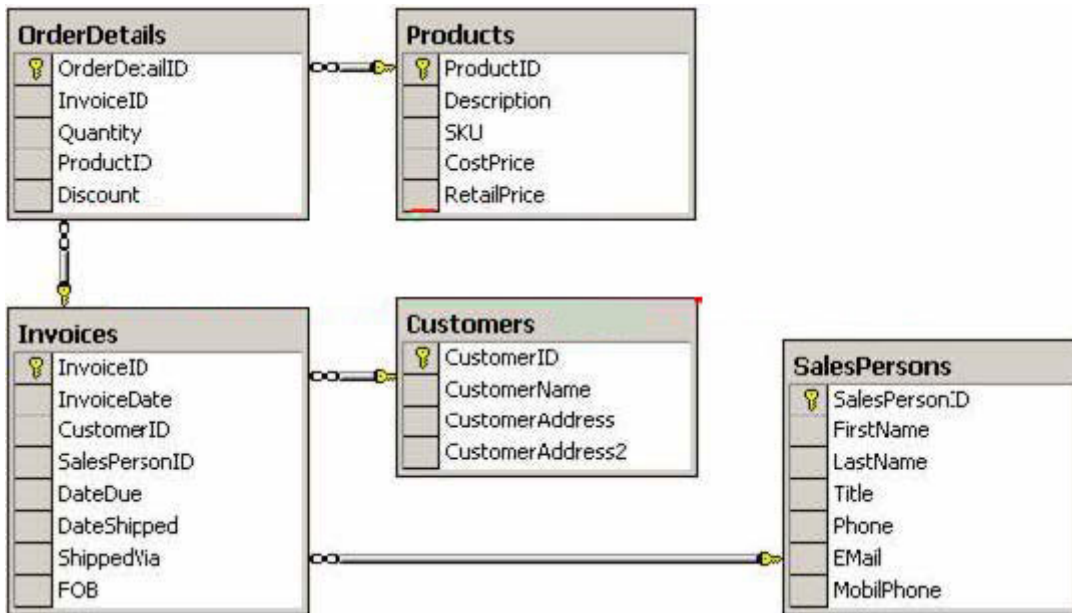 OrderDetails
OrderDetailID
InvoiceID
Quantity
ProductID
Discount
Products
ProductID
Description
SKU
CostPrice
RetailPrice
Invoices
InvoiceID
InvoiceDate
CustomerID
SalesPersonID
DateDue
DateShipped
ShippedVia
FOB
Customers
CustomerID
CustomerName
CustomerAddress
CustomerAddress2
SalesPersons
SalesPersonID
FirstName
LastName
Title
Phone
EMail
MobilPhone